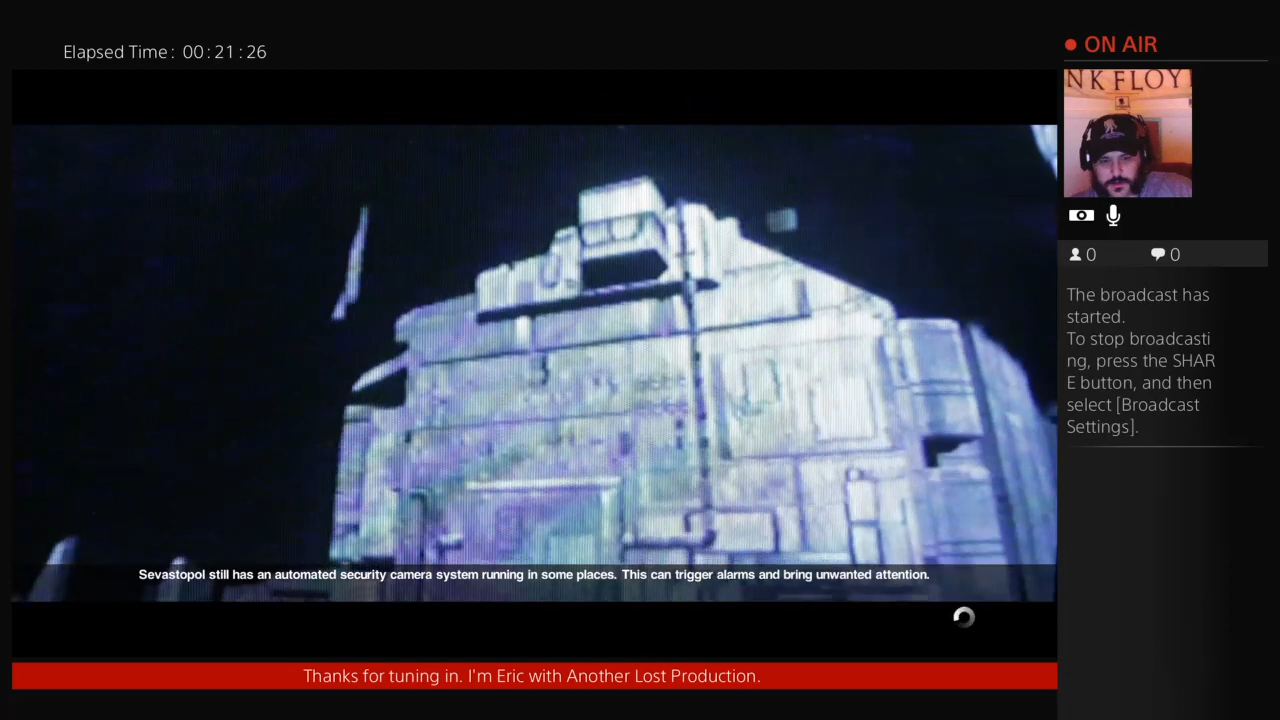 Elapsed Time: 00:21:26
ON AIR
NK FLOY
0
0
The broadcast has
started.
To stop broadcasti
ng, press the SHAR
E button, and then
select [Broadcast
Settings].
Sevastopol still has an automated security camera system running in some places. This can trigger alarms and bring unwanted attention.
Thanks for tuning in. I'm Eric with Another Lost Production.